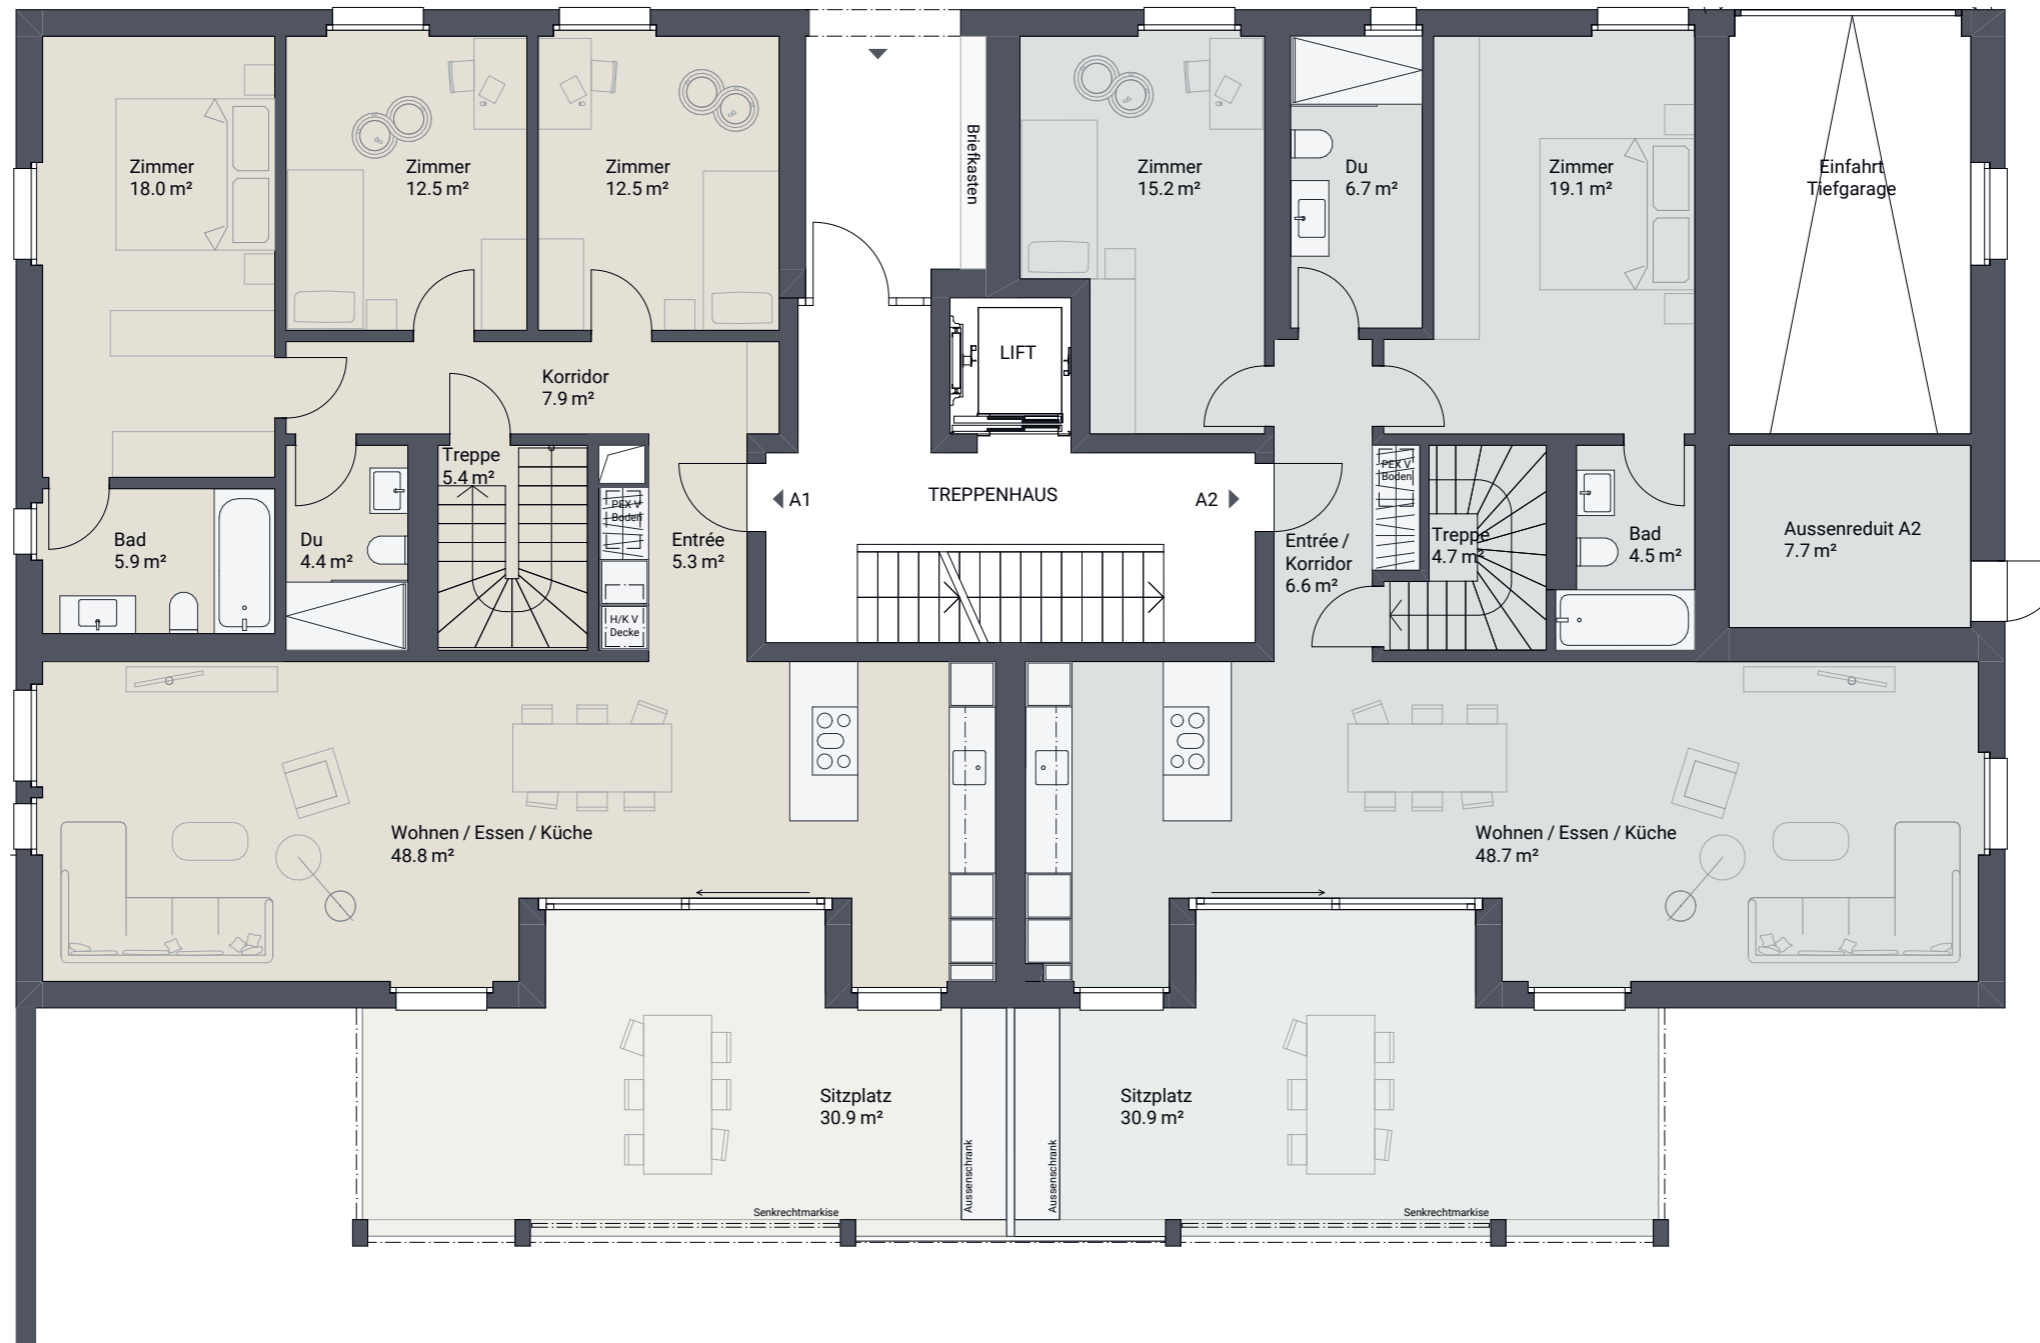 Zimmer
18.0 m²
Zimmer
12.5 m²
Zimmer
12.5 m²
Briefkasten
Zimmer
15.2 m²
Du
6.7 m²
Zimmer
19.1 m²
Einfahrt
Tiefgarage
LIFT
Korridor
7.9 m²
Treppe
5.4 m²
PEX V
Boden
A1
TREPPENHAUS
A2
PEX V
Boden
Bad
5.9 m²
Du
4.4 m²
Entrée
5.3 m²
H/K V
Decke
Entrée /
Korridor
6.6 m²
Treppe
4.7 m²
Bad
4.5 m²
Aussenreduit A2
7.7 m²
Wohnen / Essen / Küche
48.8 m²
Wohnen / Essen / Küche
48.7 m²
Sitzplatz
30.9 m²
Sitzplatz
30.9 m²
Aussenschrank
Aussenschrank
Senkrechtmarkise
Senkrechtmarkise